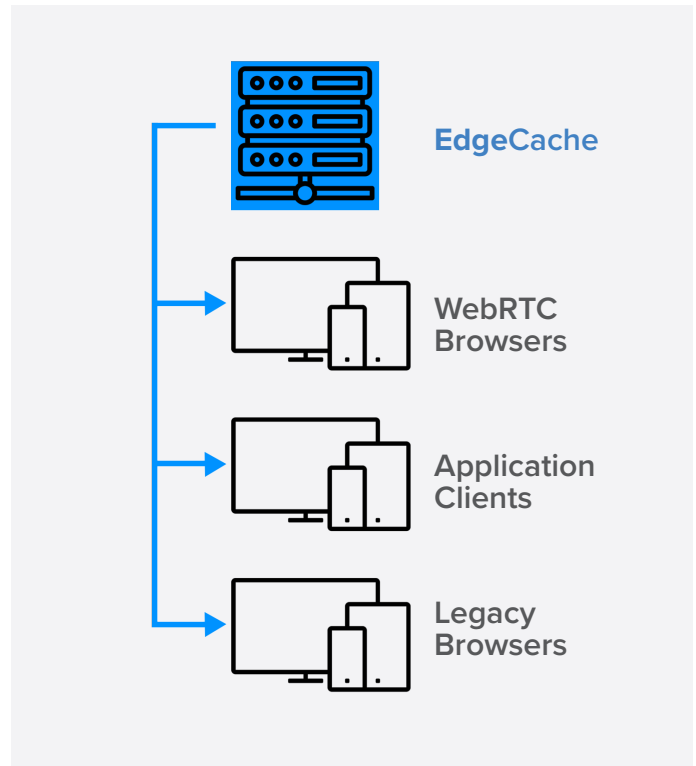 EdgeCache
WebRTC
Browsers
Application
Clients
Legacy
Browsers